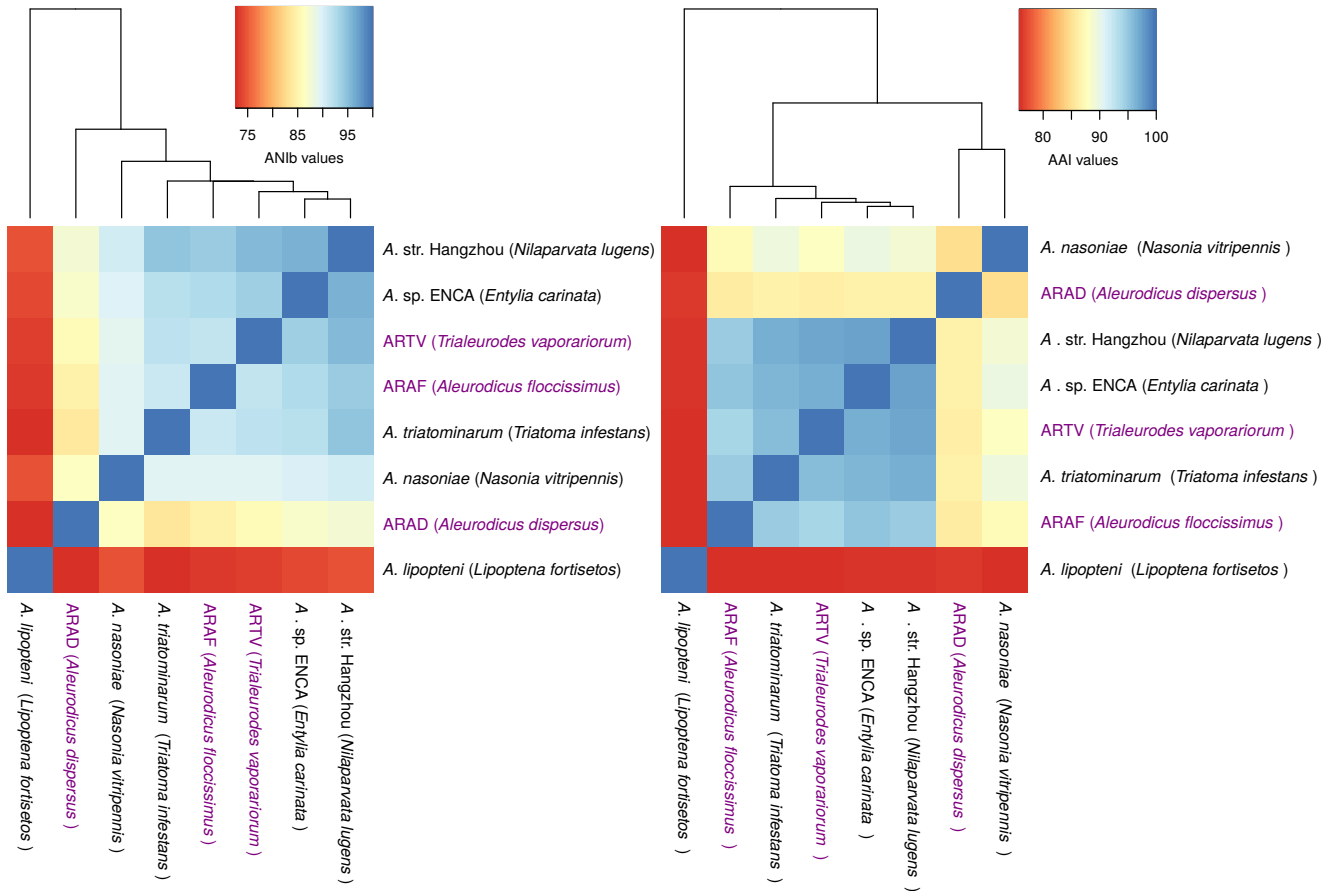 75 85 95
ANIb values
A. str. Hangzhou (Nilaparvata lugens)
A. sp. ENCA (Entylia carinata)
ARTV (Trialeurodes vaporariorum)
ARAF (Aleurodicus floccissimus)
A. triatominarum (Triatoma infestans)
A. nasoniae (Nasonia vitripennis)
ARAD (Aleurodicus dispersus)
A. lipopteni (Lipoptena fortisetos)
A. lipopteni (Lipoptena fortisetos )
ARAD (Aleurodicus dispersus )
A. nasoniae (Nasonia vitripennis )
A. triatominarum (Triatoma infestans )
ARAF (Aleurodicus floccissimus )
ARTV (Trialeurodes vaporariorum )
A . sp. ENCA (Entylia carinata )
A . str. Hangzhou (Nilaparvata lugens )
80 90 100
AAI values
A. nasoniae (Nasonia vitripennis )
ARAD (Aleurodicus dispersus )
A . str. Hangzhou (Nilaparvata lugens )
A . sp. ENCA (Entylia carinata )
ARTV (Trialeurodes vaporariorum )
A. triatominarum (Triatoma infestans )
ARAF (Aleurodicus floccissimus )
A. lipopteni (Lipoptena fortisetos )
A. lipopteni (Lipoptena fortisetos )
ARAF (Aleurodicus floccissimus )
A. triatominarum (Triatoma infestans )
ARTV (Trialeurodes vaporariorum )
A . sp. ENCA (Entylia carinata )
A . str. Hangzhou (Nilaparvata lugens )
ARAD (Aleurodicus dispersus )
A. nasoniae (Nasonia vitripennis )